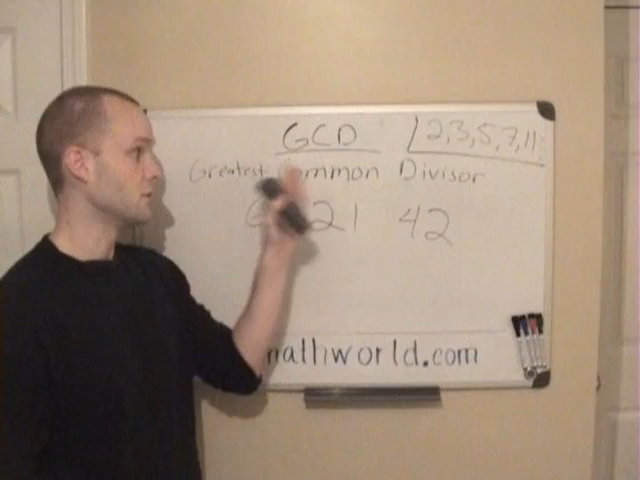 GCD
2,3,5,7,11
Greatest Common Divisor
21 42
mathworld.com